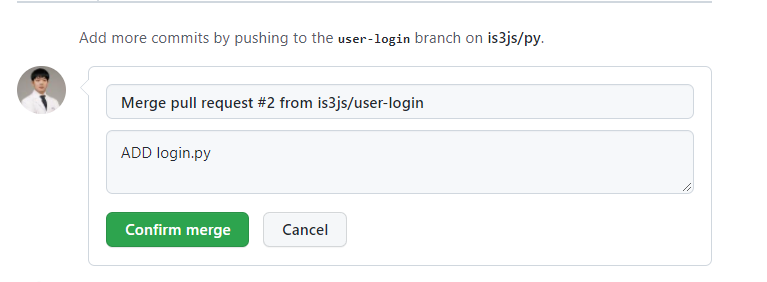 Add more commits by pushing to the user-login branch on is3js/py.
Merge pull request #2 from is3js/user-login
ADD login.py
Confirm merge
Cancel